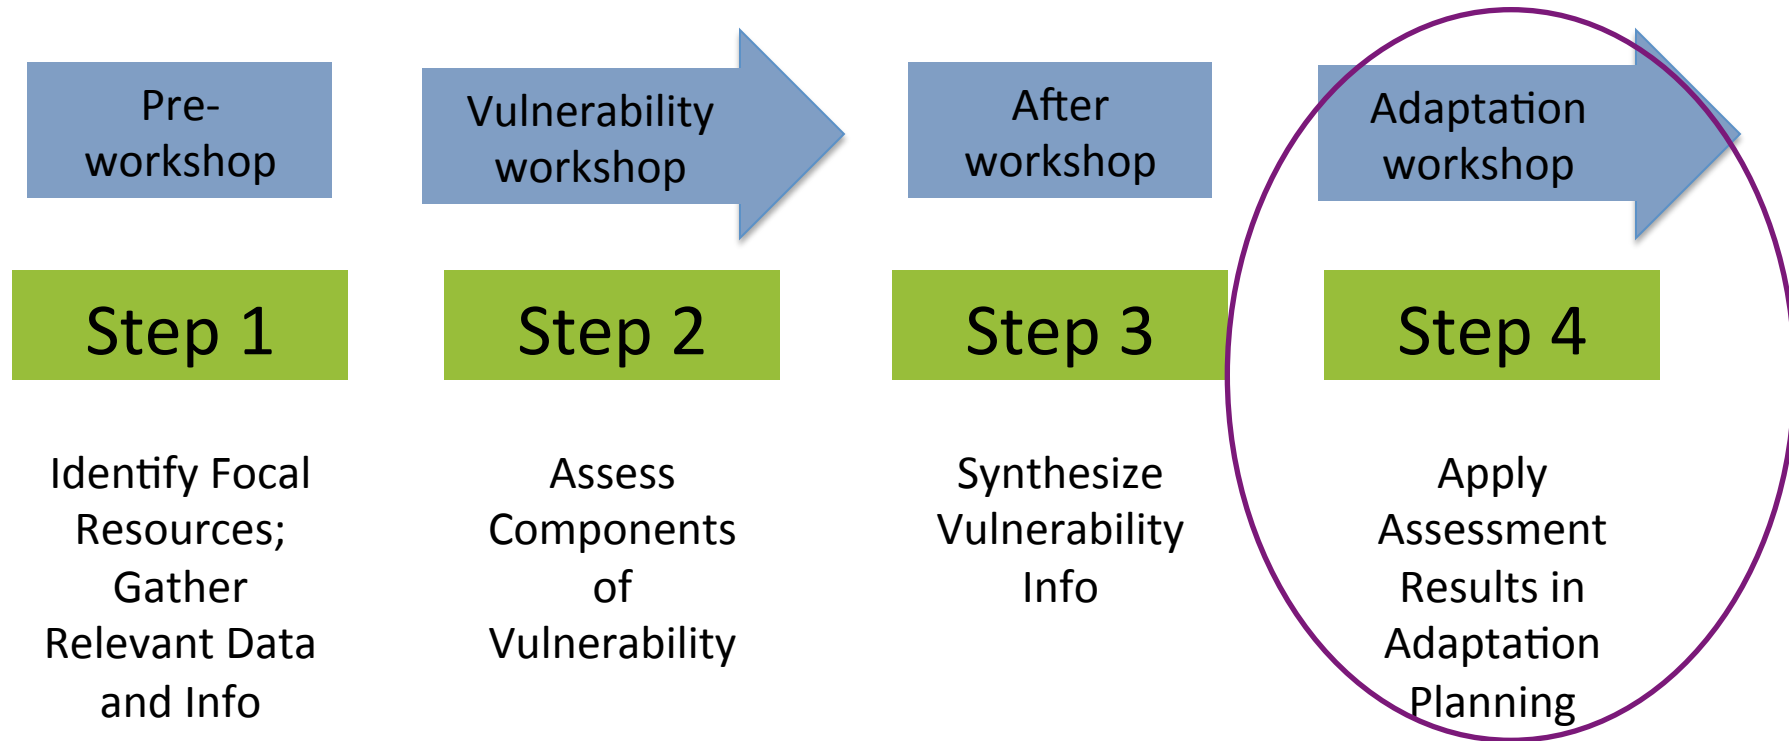 Pre-
workshop
Vulnerability
workshop
After
workshop
Adaptation
workshop
Step 1
Step 2
Step 3
Step 4
Identify Focal
Resources;
Gather
Relevant Data
and Info
Assess
Components
of
Vulnerability
Synthesize
Vulnerability
Info
Apply
Assessment
Results in
Adaptation
Planning